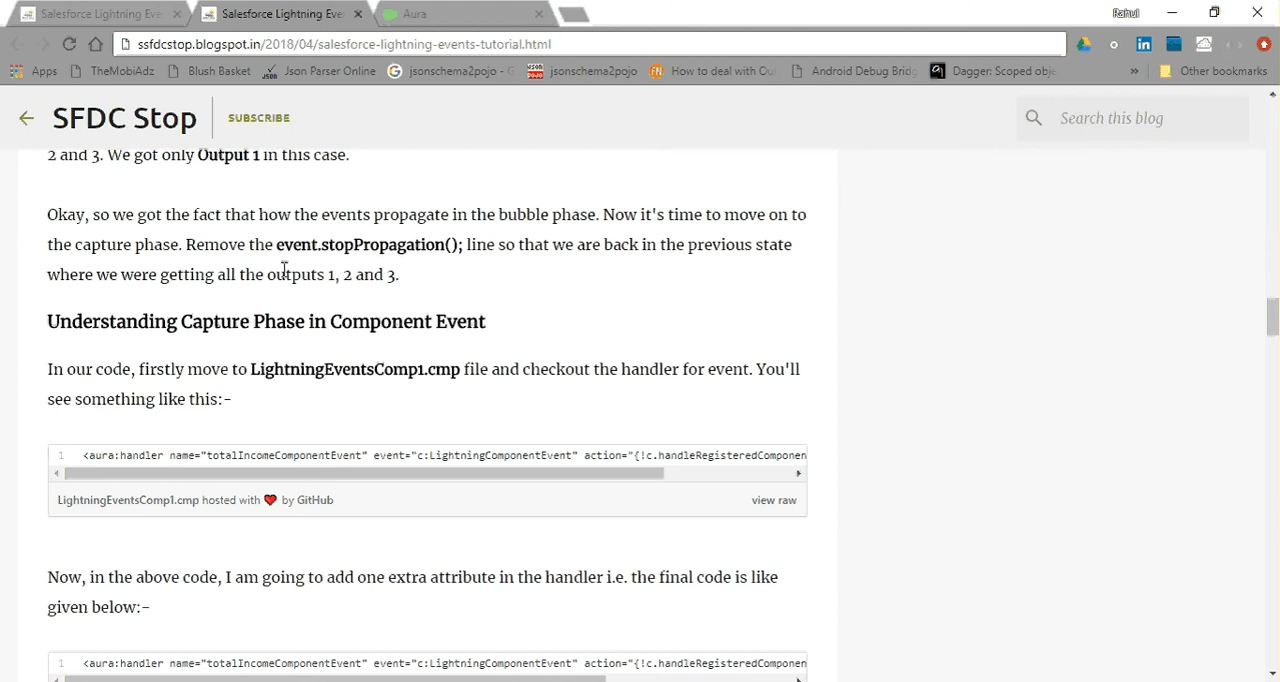 Salesforce Lightning Eve
Salesforce Lightning Eve
Aura
Rahul
ssfdcstop.blogspot.in/2018/04/salesforce-lightning-events-tutorial.html
Apps
TheMobiAdz
Blush Basket
Json Parser Online
jsonschema2pojo - G
jsonschema2pojo
How to deal with Ou
Android Debug Bridg
Dagger: Scoped obje
»
Other bookmarks
SFDC Stop
SUBSCRIBE
Search this blog
2 and 3. We got only Output 1 in this case.
Okay, so we got the fact that how the events propagate in the bubble phase. Now it's time to move on to
the capture phase. Remove the event.stopPropagation(); line so that we are back in the previous state
where we were getting all the outputs 1, 2 and 3.
Understanding Capture Phase in Component Event
In our code, firstly move to LightningEventsComp1.cmp file and checkout the handler for event. You'll
see something like this:-
1 <aura:handler name="totalIncomeComponentEvent" event="c:LightningComponentEvent" action="{!c.handleRegisteredComponen
LightningEventsComp1.cmp hosted with ❤ by GitHub
view raw
Now, in the above code, I am going to add one extra attribute in the handler i.e. the final code is like
given below:-
1 <aura:handler name="totalIncomeComponentEvent" event="c:LightningComponentEvent" action="{!c.handleRegisteredComponen